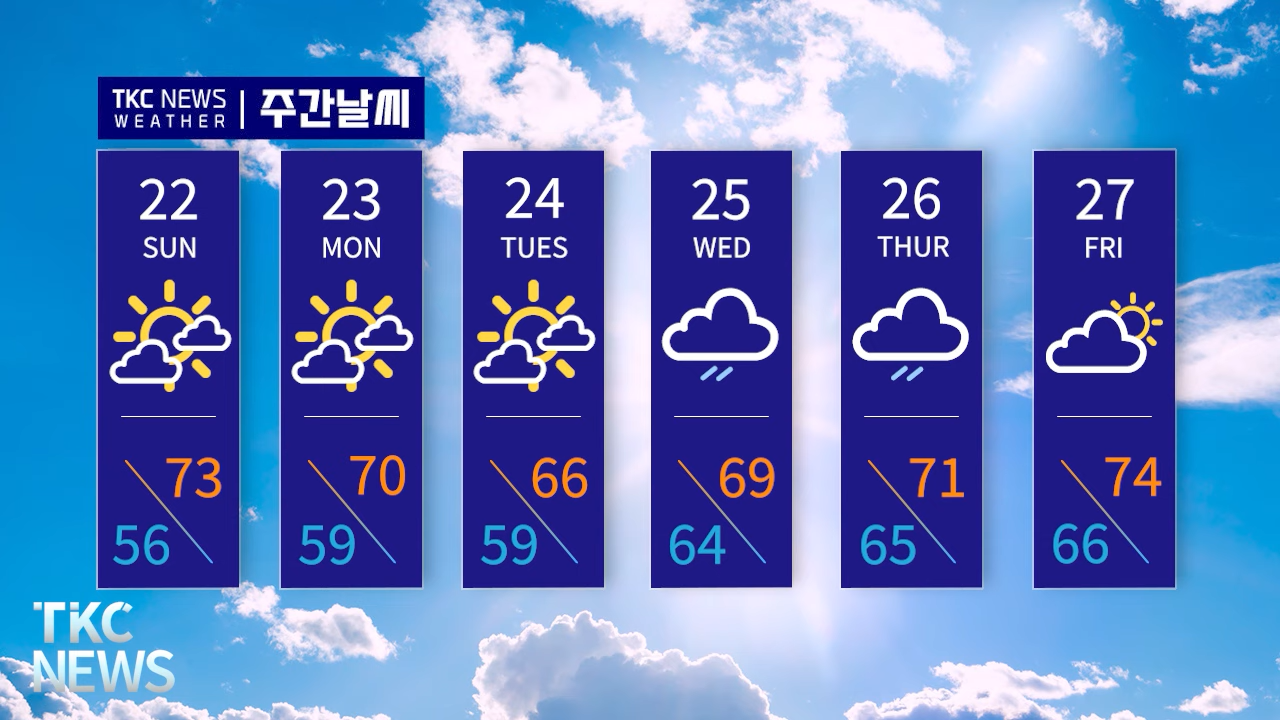 TKC NEWS
WEATHER
주간날씨
22
SUN
73
56
23
MON
70
59
24
TUES
66
59
25
WED
69
64
26
THUR
71
65
27
FRI
74
66
TKC
NEWS